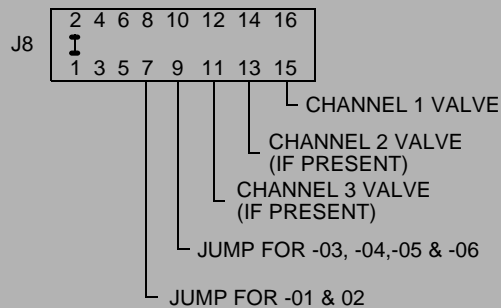 2 4 6 8 10 12 14 16
J8
1 3 5 7 9 11 13 15
CHANNEL 1 VALVE
CHANNEL 2 VALVE
(IF PRESENT)
CHANNEL 3 VALVE
(IF PRESENT)
JUMP FOR -03, -04,-05 & -06
JUMP FOR -01 & 02